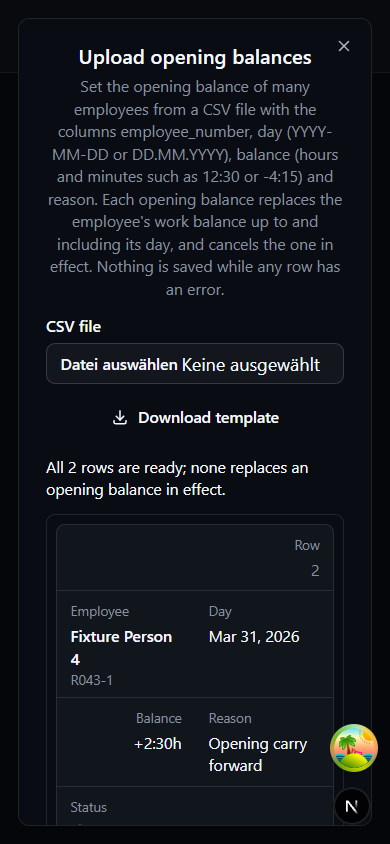 Upload opening balances
Set the opening balance of many
employees from a CSV file with the
columns employee_number, day (YYYY-
MM-DD or DD.MM.YYYY), balance (hours
and minutes such as 12:30 or -4:15) and
reason. Each opening balance replaces the
employee's work balance up to and
including its day, and cancels the one in
effect. Nothing is saved while any row has
an error.
CSV file
Datei auswählen Keine ausgewählt
Download template
All 2 rows are ready; none replaces an
opening balance in effect.
Row
2
Employee
Fixture Person
4
R043-1
Day
Mar 31, 2026
Balance
+2:30h
Reason
Opening carry
forward
Status
N